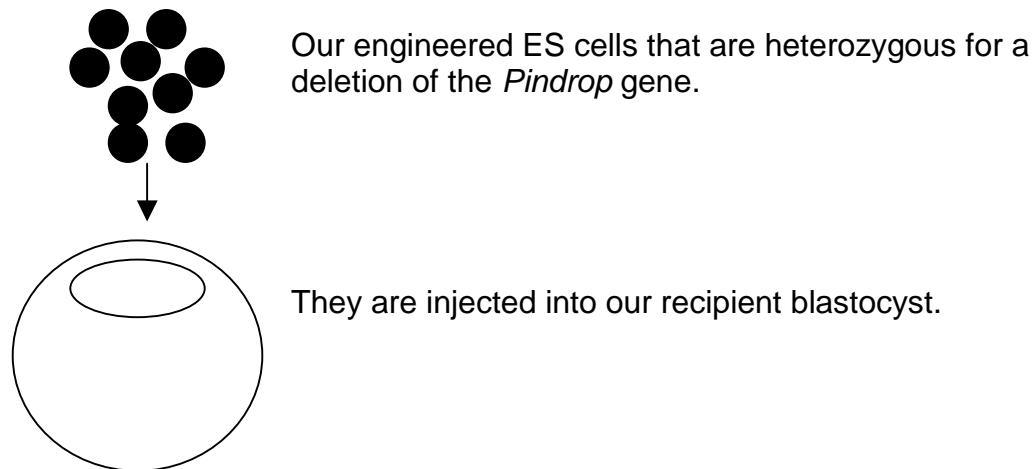 Our engineered ES cells that are heterozygous for a
deletion of the Pindrop gene.
They are injected into our recipient blastocyst.